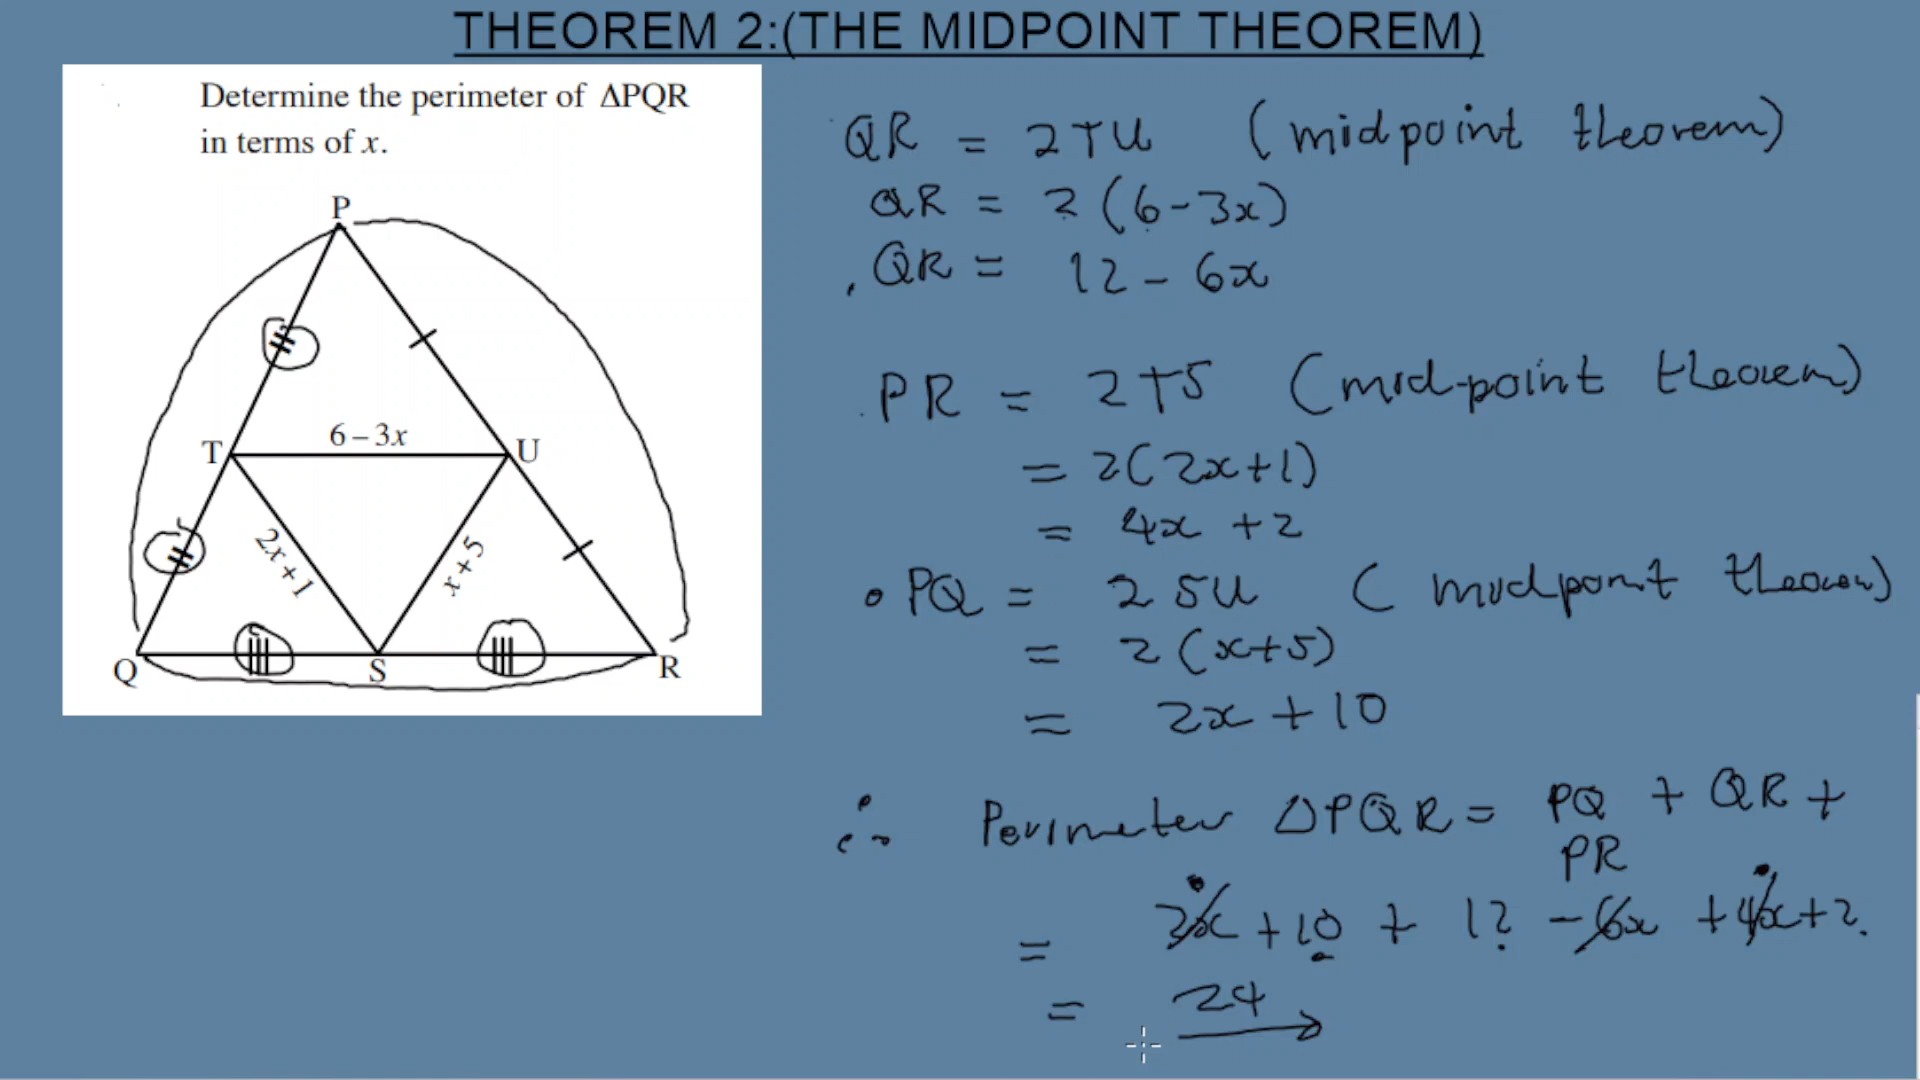 THEOREM 2:(THE MIDPOINT THEOREM)
Determine the perimeter of ΔPQR
in terms of x.
P
T
6 – 3x
U
2x + 1
x + 5
Q
S
R
QR = 2TU (midpoint theorem)
QR = 2(6-3x)
QR = 12 - 6x
PR = 2TS (mid-point theorem)
= 2(2x+1)
= 4x + 2
PQ = 2SU (midpoint theorem)
= 2(x+5)
= 2x + 10
∴ Perimeter ΔPQR = PQ + QR +
PR
= 2x + 10 + 12 - 6x + 4x + 2.
= 24